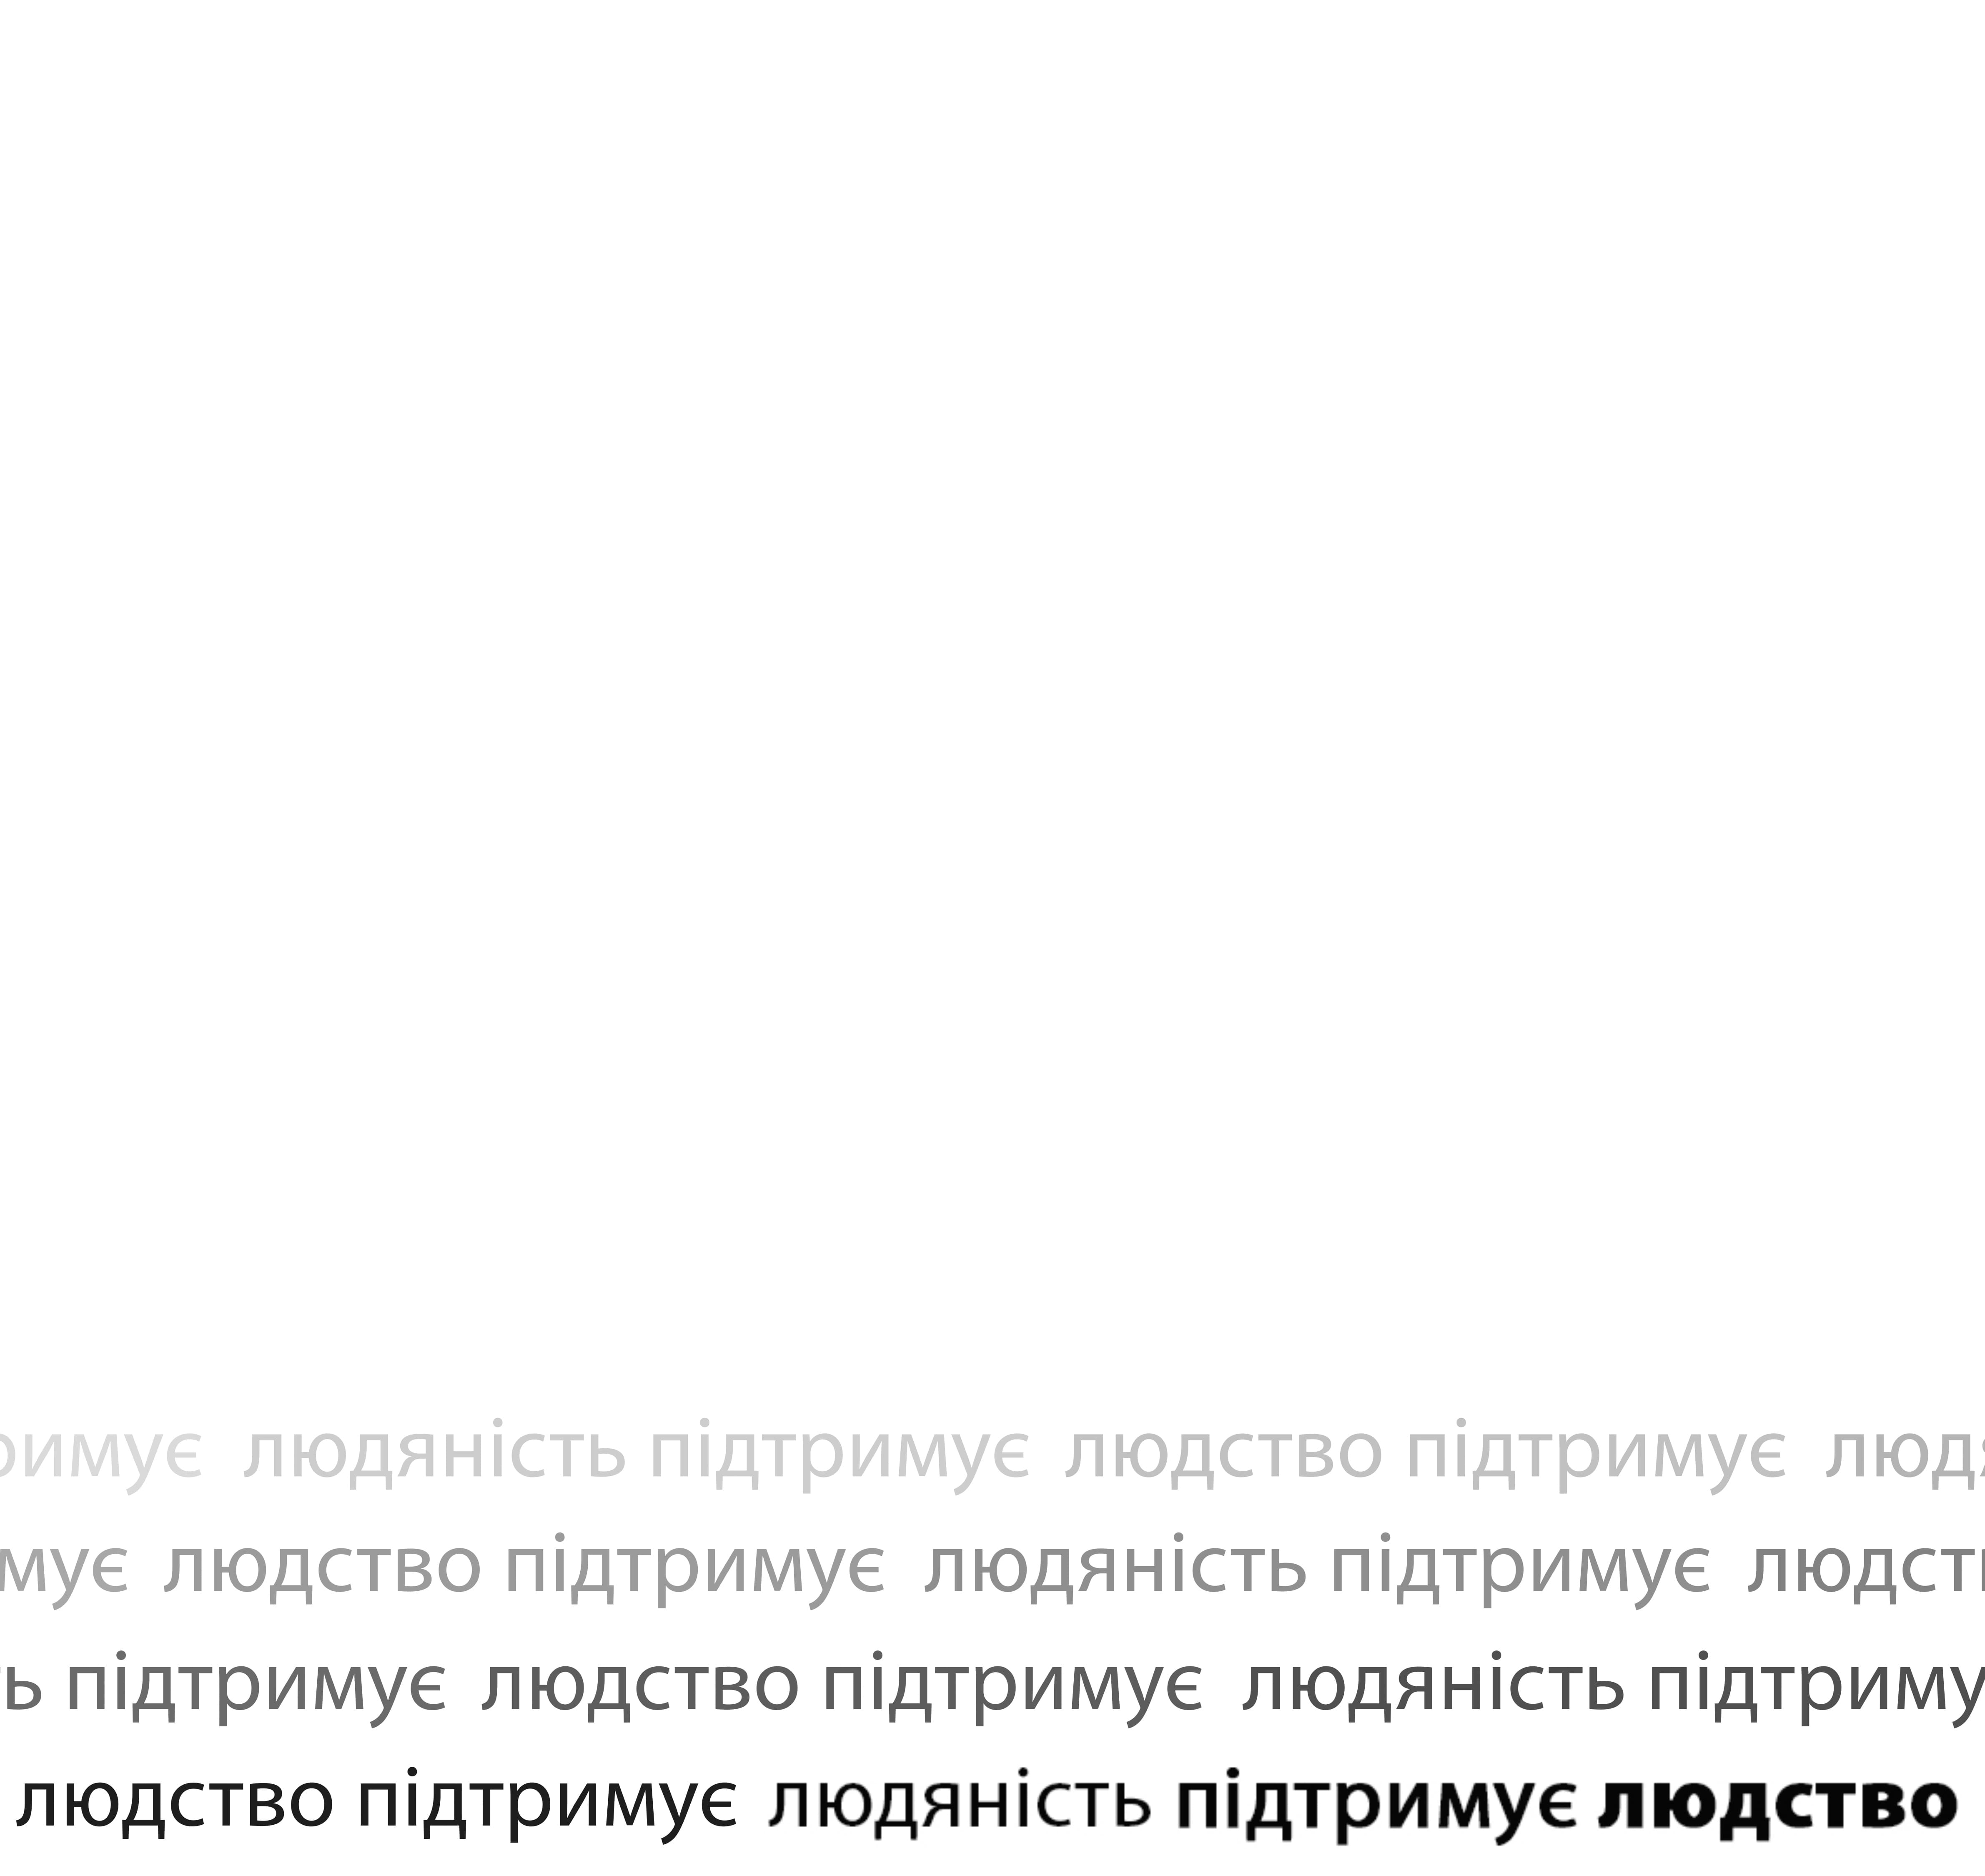 римує людяність підтримує людство підтримує людя
мує людство підтримує людяність підтримує людств
ь підтримує людство підтримує людяність підтриму
людство підтримує людяність підтримує людство